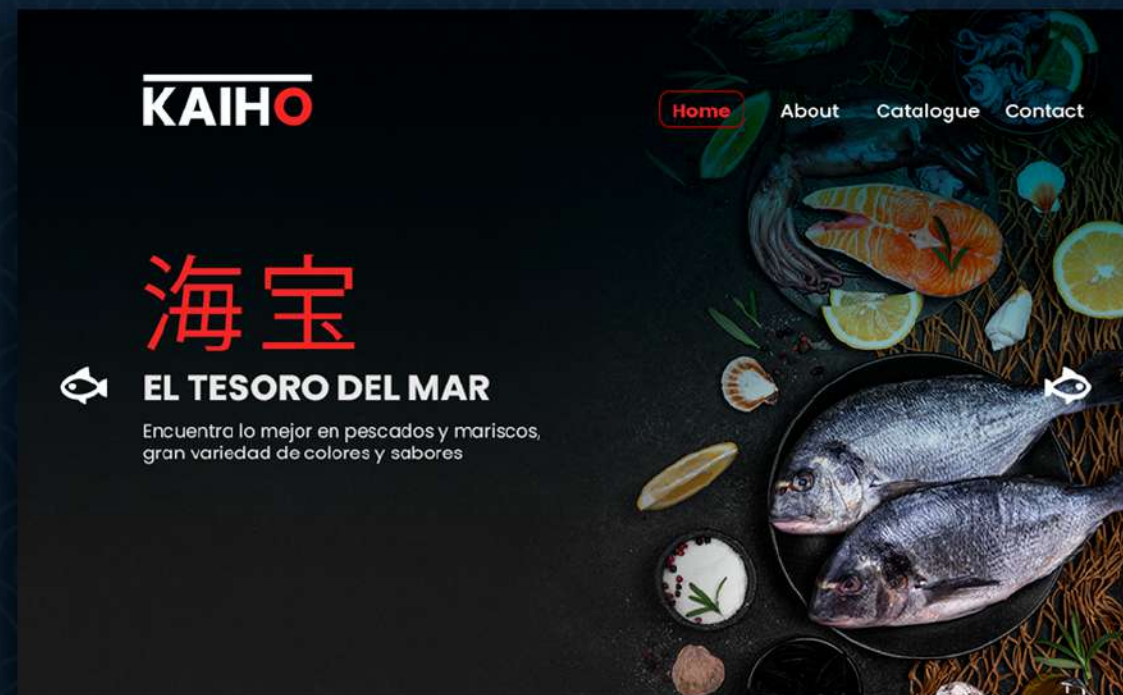 KAIHO
Home About Catalogue Contact
海宝
EL TESORO DEL MAR
Encuentra lo mejor en pescados y mariscos,
gran variedad de colores y sabores